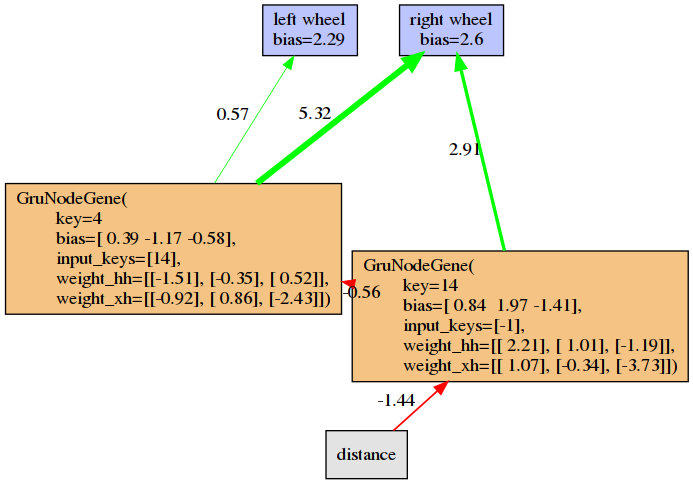 left wheel
bias=2.29
right wheel
bias=2.6
0.57
5.32
2.91
GruNodeGene(
key=4
bias=[ 0.39 -1.17 -0.58],
input_keys=[14],
weight_hh=[[-1.51], [-0.35], [ 0.52]],
weight_xh=[[-0.92], [ 0.86], [-2.43]])
-0.56
GruNodeGene(
key=14
bias=[ 0.84  1.97 -1.41],
input_keys=[-1],
weight_hh=[[ 2.21], [ 1.01], [-1.19]],
weight_xh=[[ 1.07], [-0.34], [-3.73]])
-1.44
distance